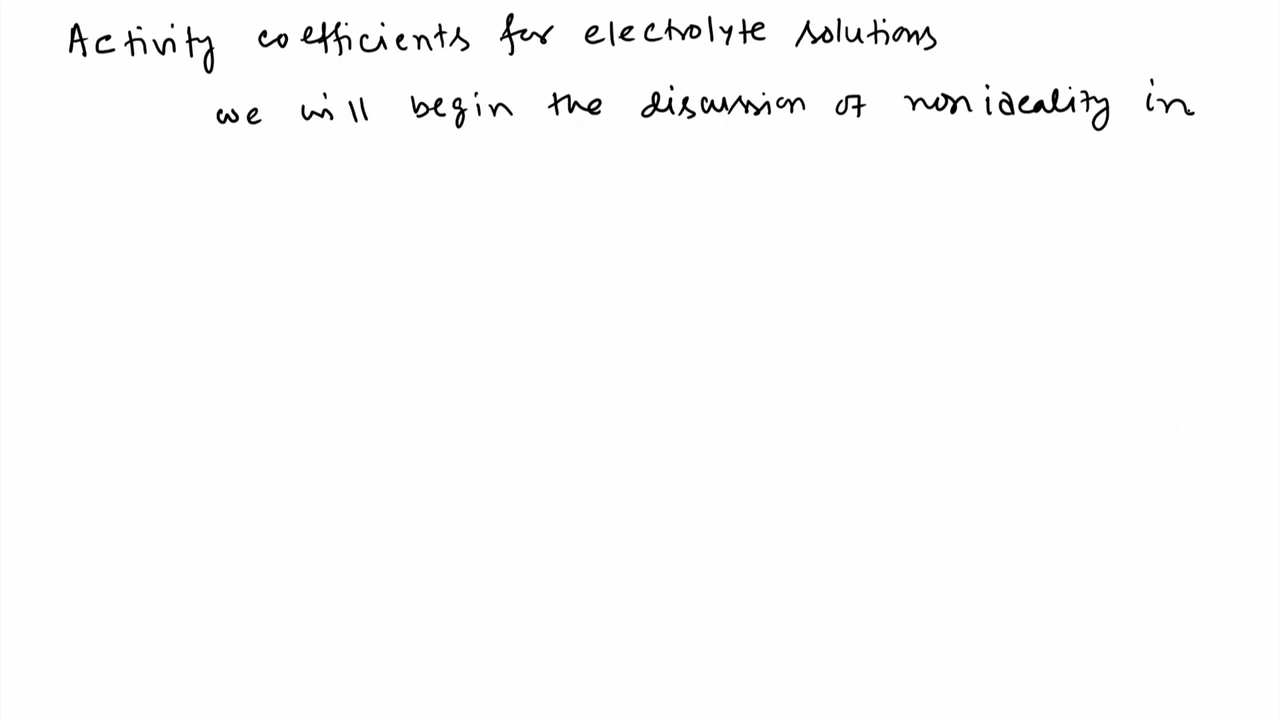 Activity coefficients for electrolyte solutions
we will begin the discussion of nonideality in